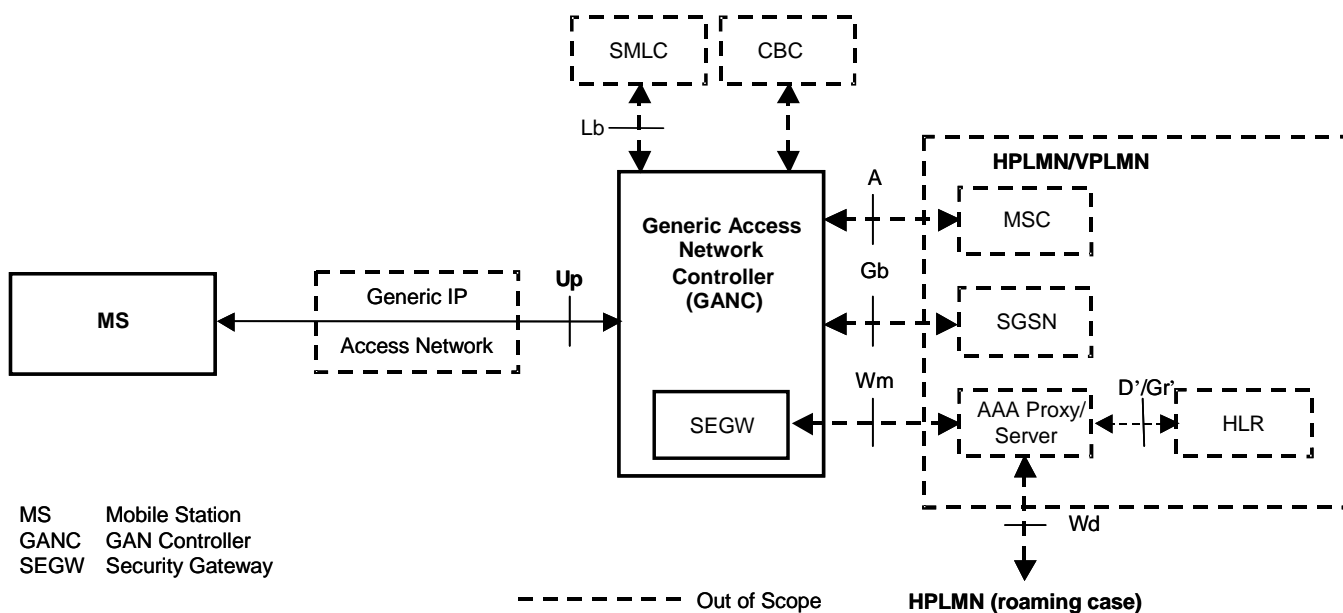 SMLC
CBC
Lb
HPLMN/VPLMN
A
MSC
Generic Access
Network
Controller
(GANC)
Gb
Up
Generic IP
Access Network
MS
SGSN
Wm
D'/Gr'
SEGW
AAA Proxy/
Server
HLR
Wd
MS Mobile Station
GANC GAN Controller
SEGW Security Gateway
Out of Scope
HPLMN (roaming case)